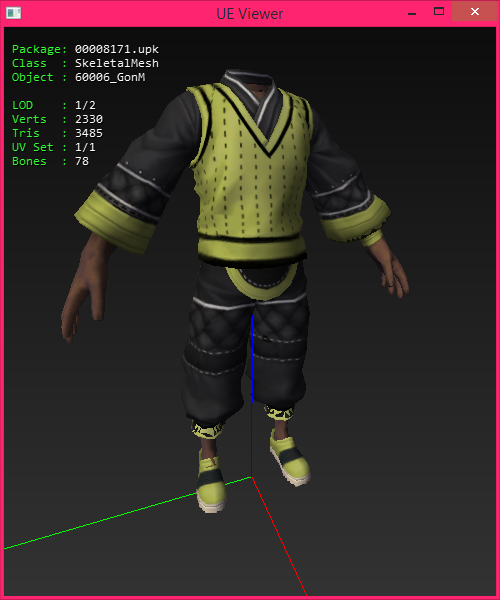 UE Viewer
Package: 00008171.upk
Class  : SkeletalMesh
Object : 60006_GonM
LOD    : 1/2
Verts  : 2330
Tris   : 3485
UV Set : 1/1
Bones  : 78